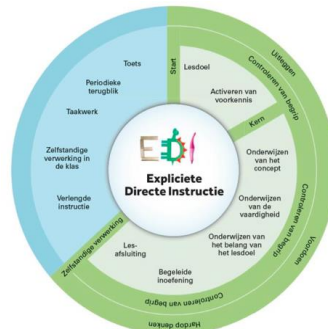 Toets
Periodieke
terugblik
Taakwerk
Zelfstandige
verwerking in
de klas
Verlengde
instructie
Start
Lesdoel
Activeren van
voorkennis
Kern
Onderwijzen
van het
concept
Onderwijzen
van de
vaardigheid
Onderwijzen van
het belang van
het lesdoel
Begeleide
inoefening
Les-
afsluiting
Zelfstandige verwerking
EDI
Expliciete
Directe Instructie
Uitleggen
Controleren van begrip
Voordoen
Controleren van begrip
Hardop denken
Controleren van begrip